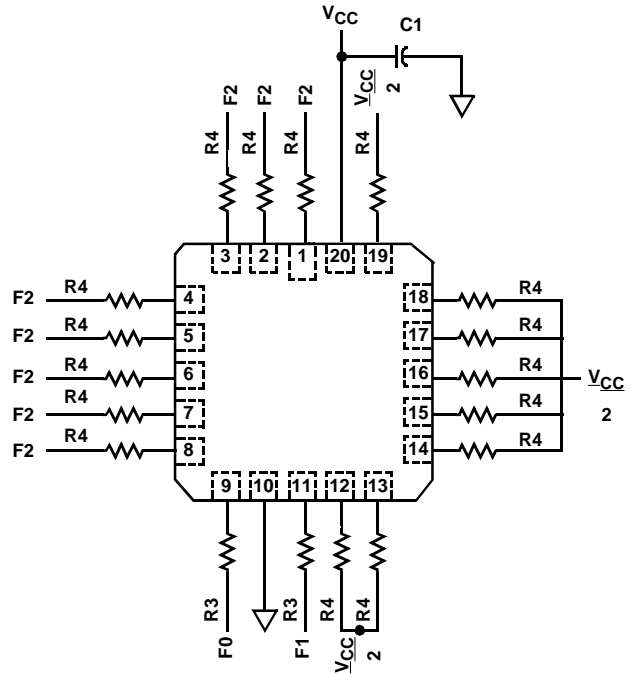 VCC
C1
F2 F2 F2 VCC
2
R4 R4 R4 R4
3 2 1 20 19
F2 R4 4 18 R4
F2 R4 5 17 R4
F2 R4 6 16 R4 VCC
2
F2 R4 7 15 R4
F2 R4 8 14 R4
9 10 11 12 13
R3 R3 R4 R4
F0 F1 VCC
2